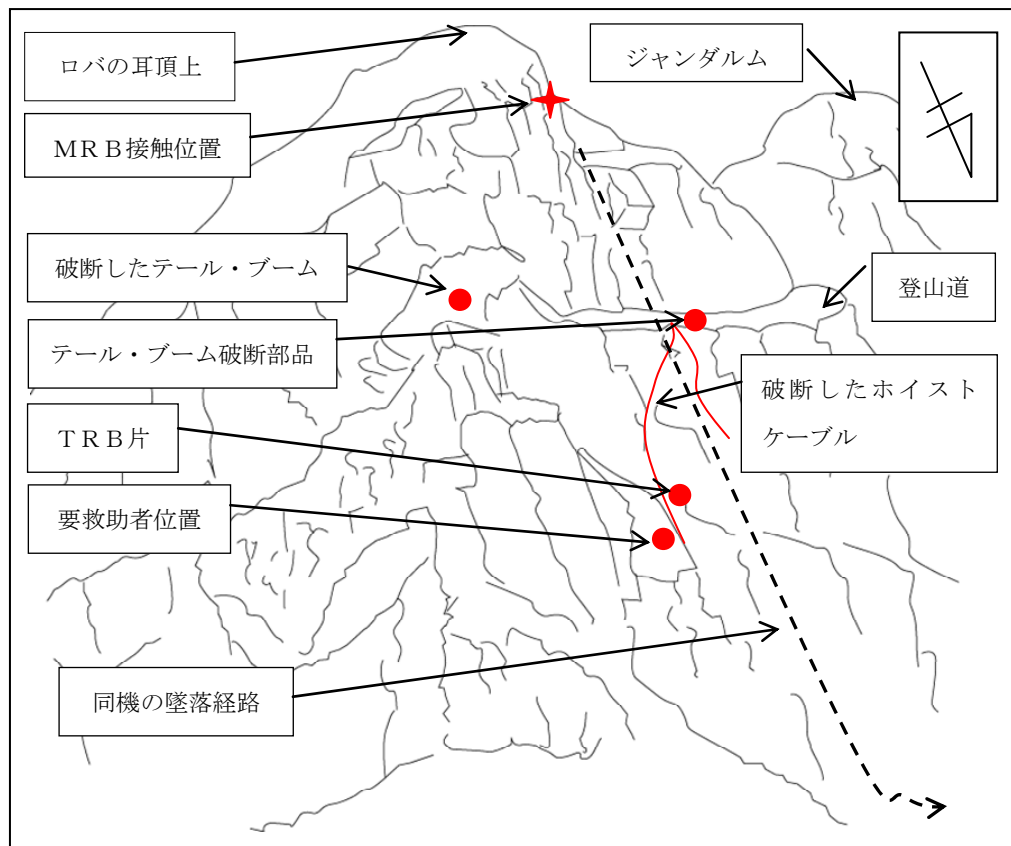 ロバの耳頂上
ジャンダルム
ＭＲＢ接触位置
破断したテール・ブーム
登山道
テール・ブーム破断部品
破断したホイスト
ケーブル
ＴＲＢ片
要救助者位置
同機の墜落経路